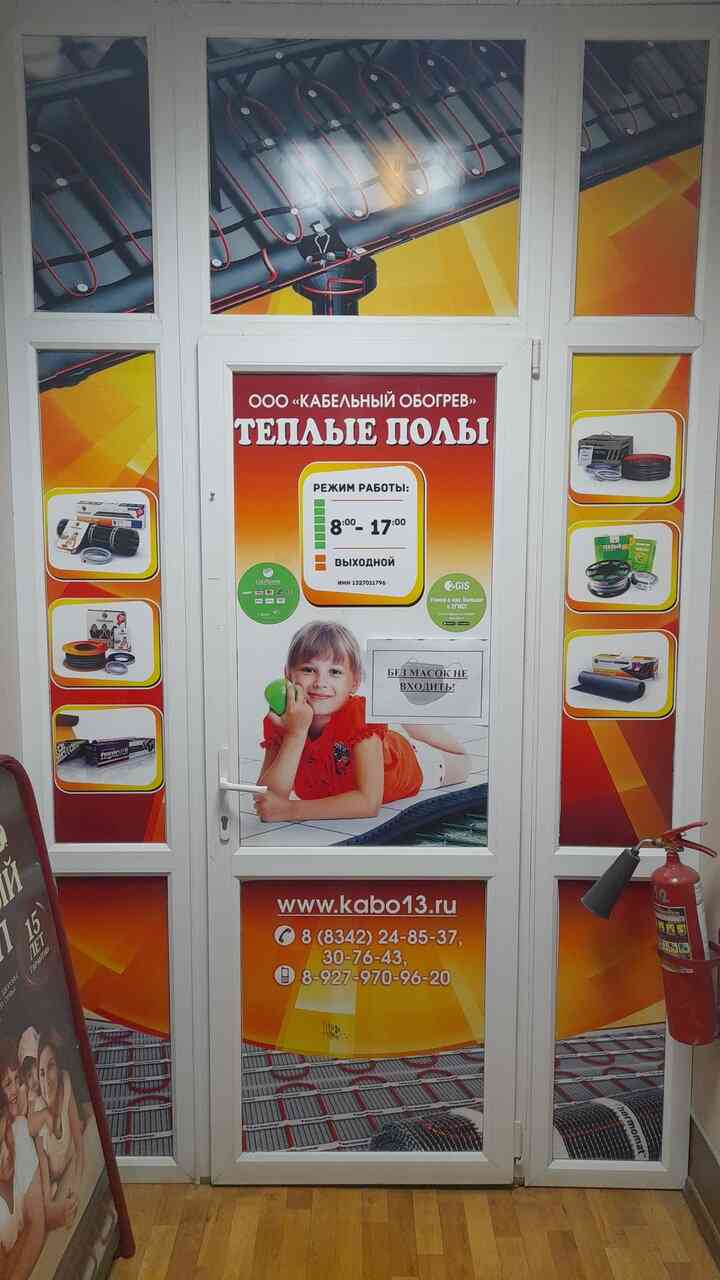 ООО «КАБЕЛЬНЫЙ ОБОГРЕВ»
ТЕПЛЫЕ ПОЛЫ
РЕЖИМ РАБОТЫ:
8:00 - 17:00
ВЫХОДНОЙ
ИНН 1327011796
2GIS
БЕЗ МАСОК НЕ
ВХОДИТЬ!
www.kabo13.ru
8 (8342) 24-85-37,
30-76-43,
8-927-970-96-20
15
ЛЕТ
thermomat